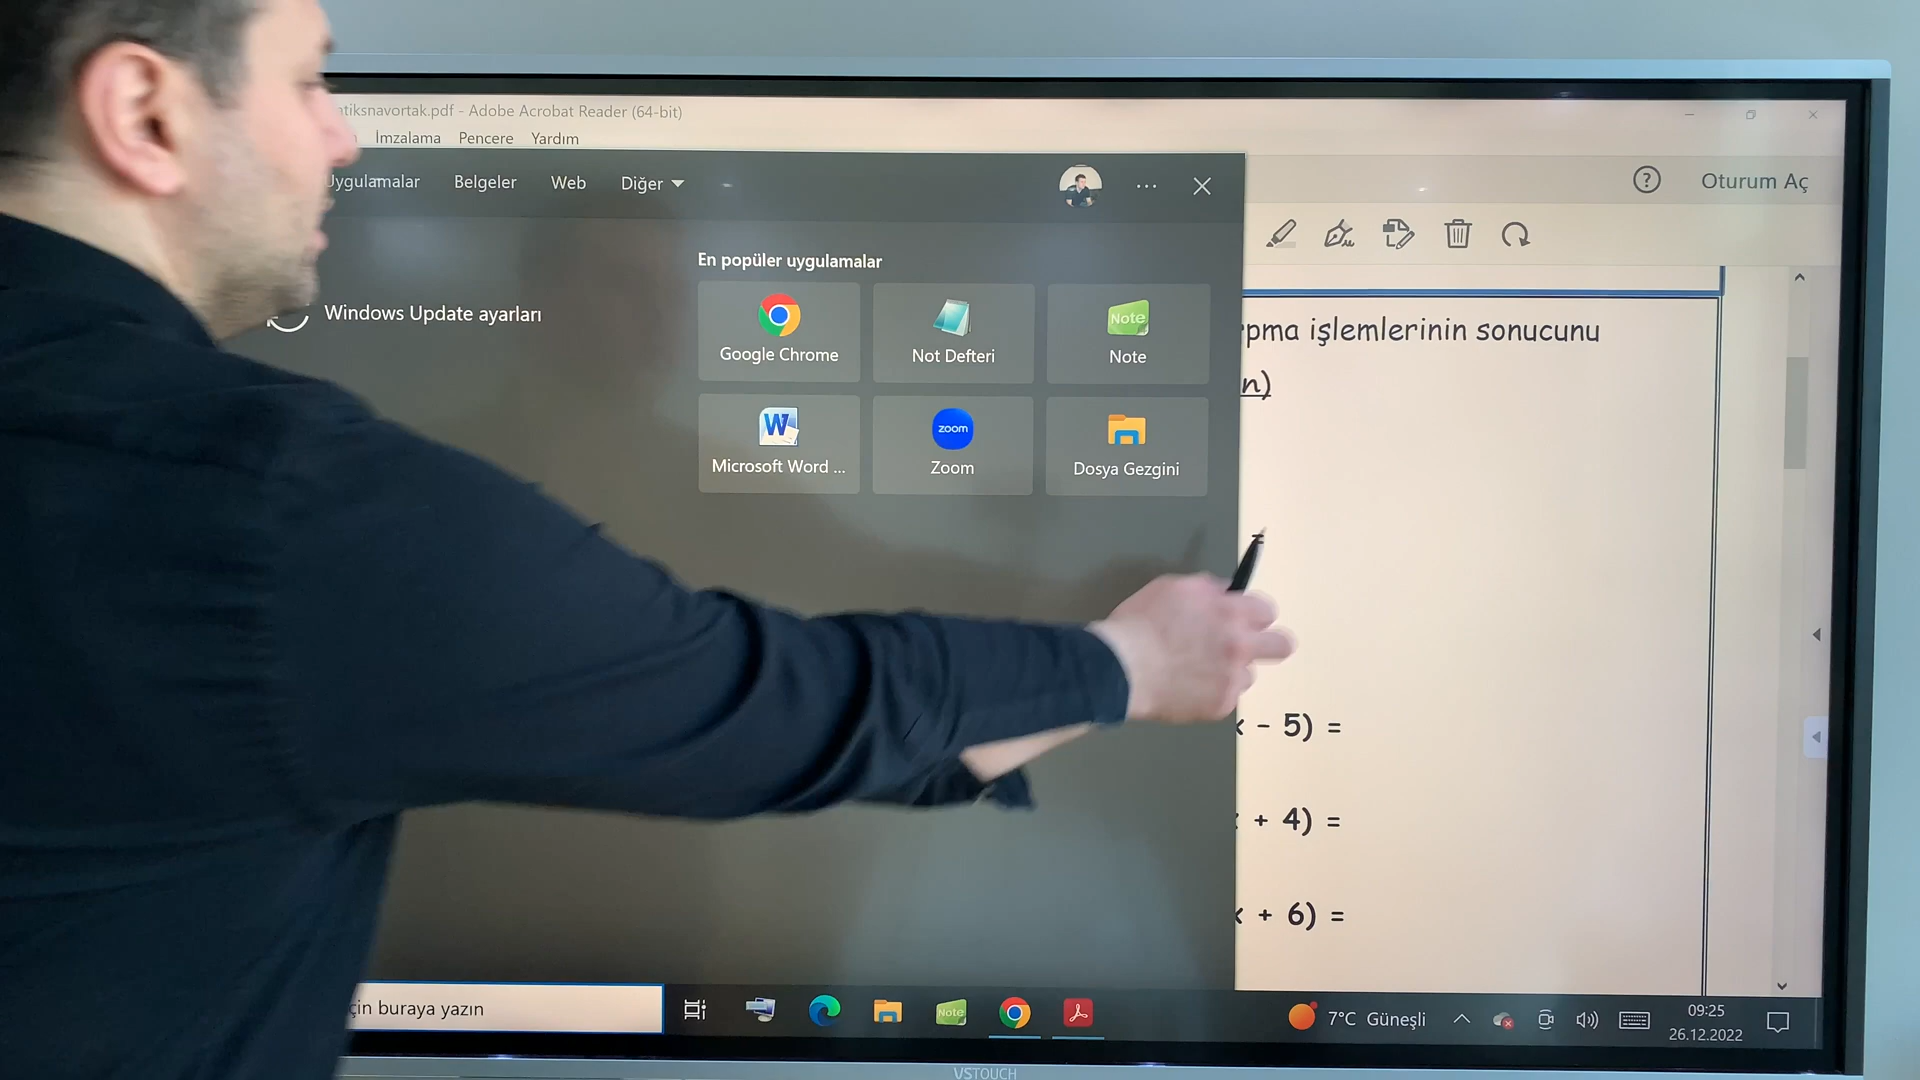 atiksnavortak.pdf - Adobe Acrobat Reader (64-bit)
İmzalama Pencere Yardım
Uygulamalar Belgeler Web Diğer
Oturum Aç
En popüler uygulamalar
Windows Update ayarları
Google Chrome Not Defteri Note Note
Microsoft Word ... zoom Zoom Dosya Gezgini
pma işlemlerinin sonucunu
n)
=
x - 5) =
+ 4) =
x + 6) =
çin buraya yazın
Note
7°C Güneşli
09:25
26.12.2022
VSTOUCH